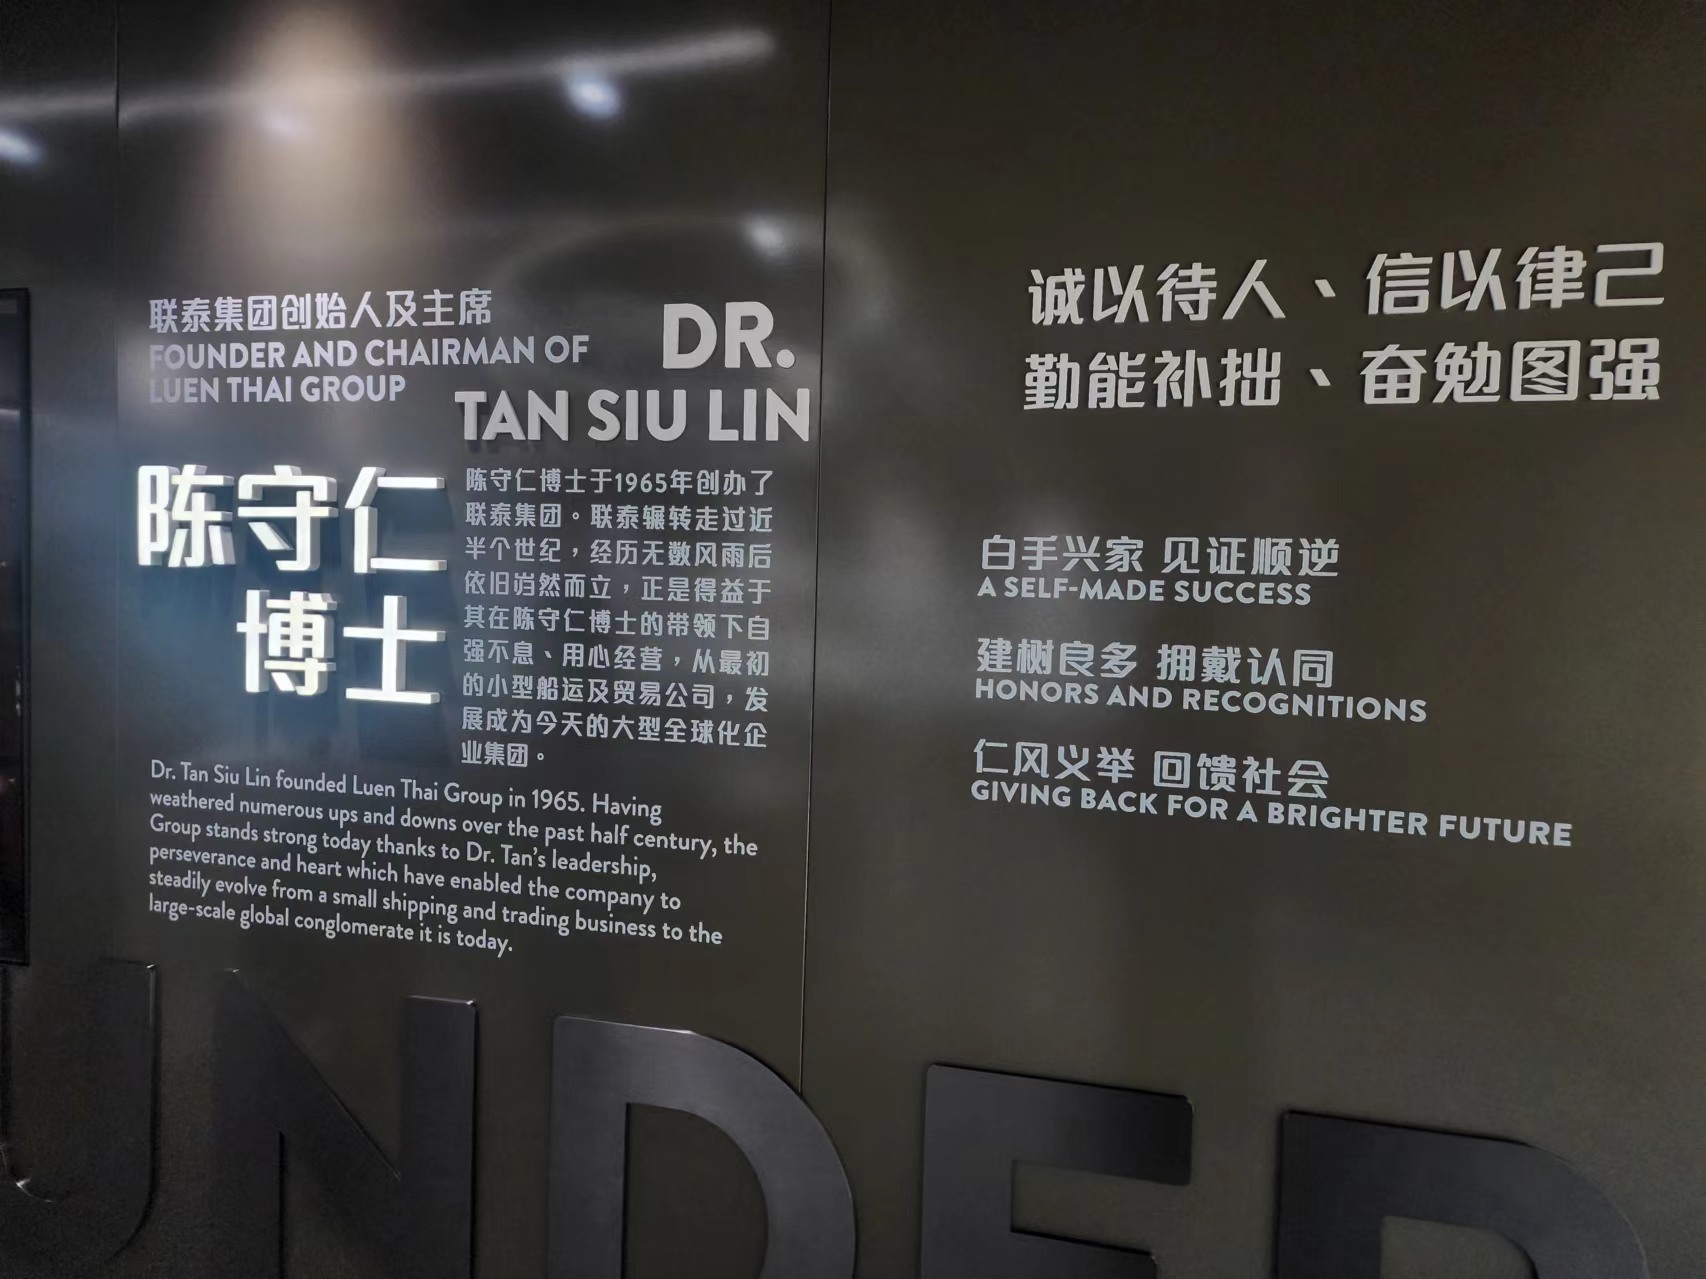 联泰集团创始人及主席
FOUNDER AND CHAIRMAN OF
LUEN THAI GROUP
DR.
TAN SIU LIN
陈守仁
博士
陈守仁博士于1965年创办了
联泰集团。联泰辗转走过近
半个世纪，经历无数风雨后
依旧岿然而立，正是得益于
其在陈守仁博士的带领下自
强不息、用心经营，从最初
的小型船运及贸易公司，发
展成为今天的大型全球化企
业集团。
Dr. Tan Siu Lin founded Luen Thai Group in 1965. Having
weathered numerous ups and downs over the past half century, the
Group stands strong today thanks to Dr. Tan's leadership,
perseverance and heart which have enabled the company to
steadily evolve from a small shipping and trading business to the
large-scale global conglomerate it is today.
诚以待人、信以律己
勤能补拙、奋勉图强
白手兴家 见证顺逆
A SELF-MADE SUCCESS
建树良多 拥戴认同
HONORS AND RECOGNITIONS
仁风义举 回馈社会
GIVING BACK FOR A BRIGHTER FUTURE
UNDER